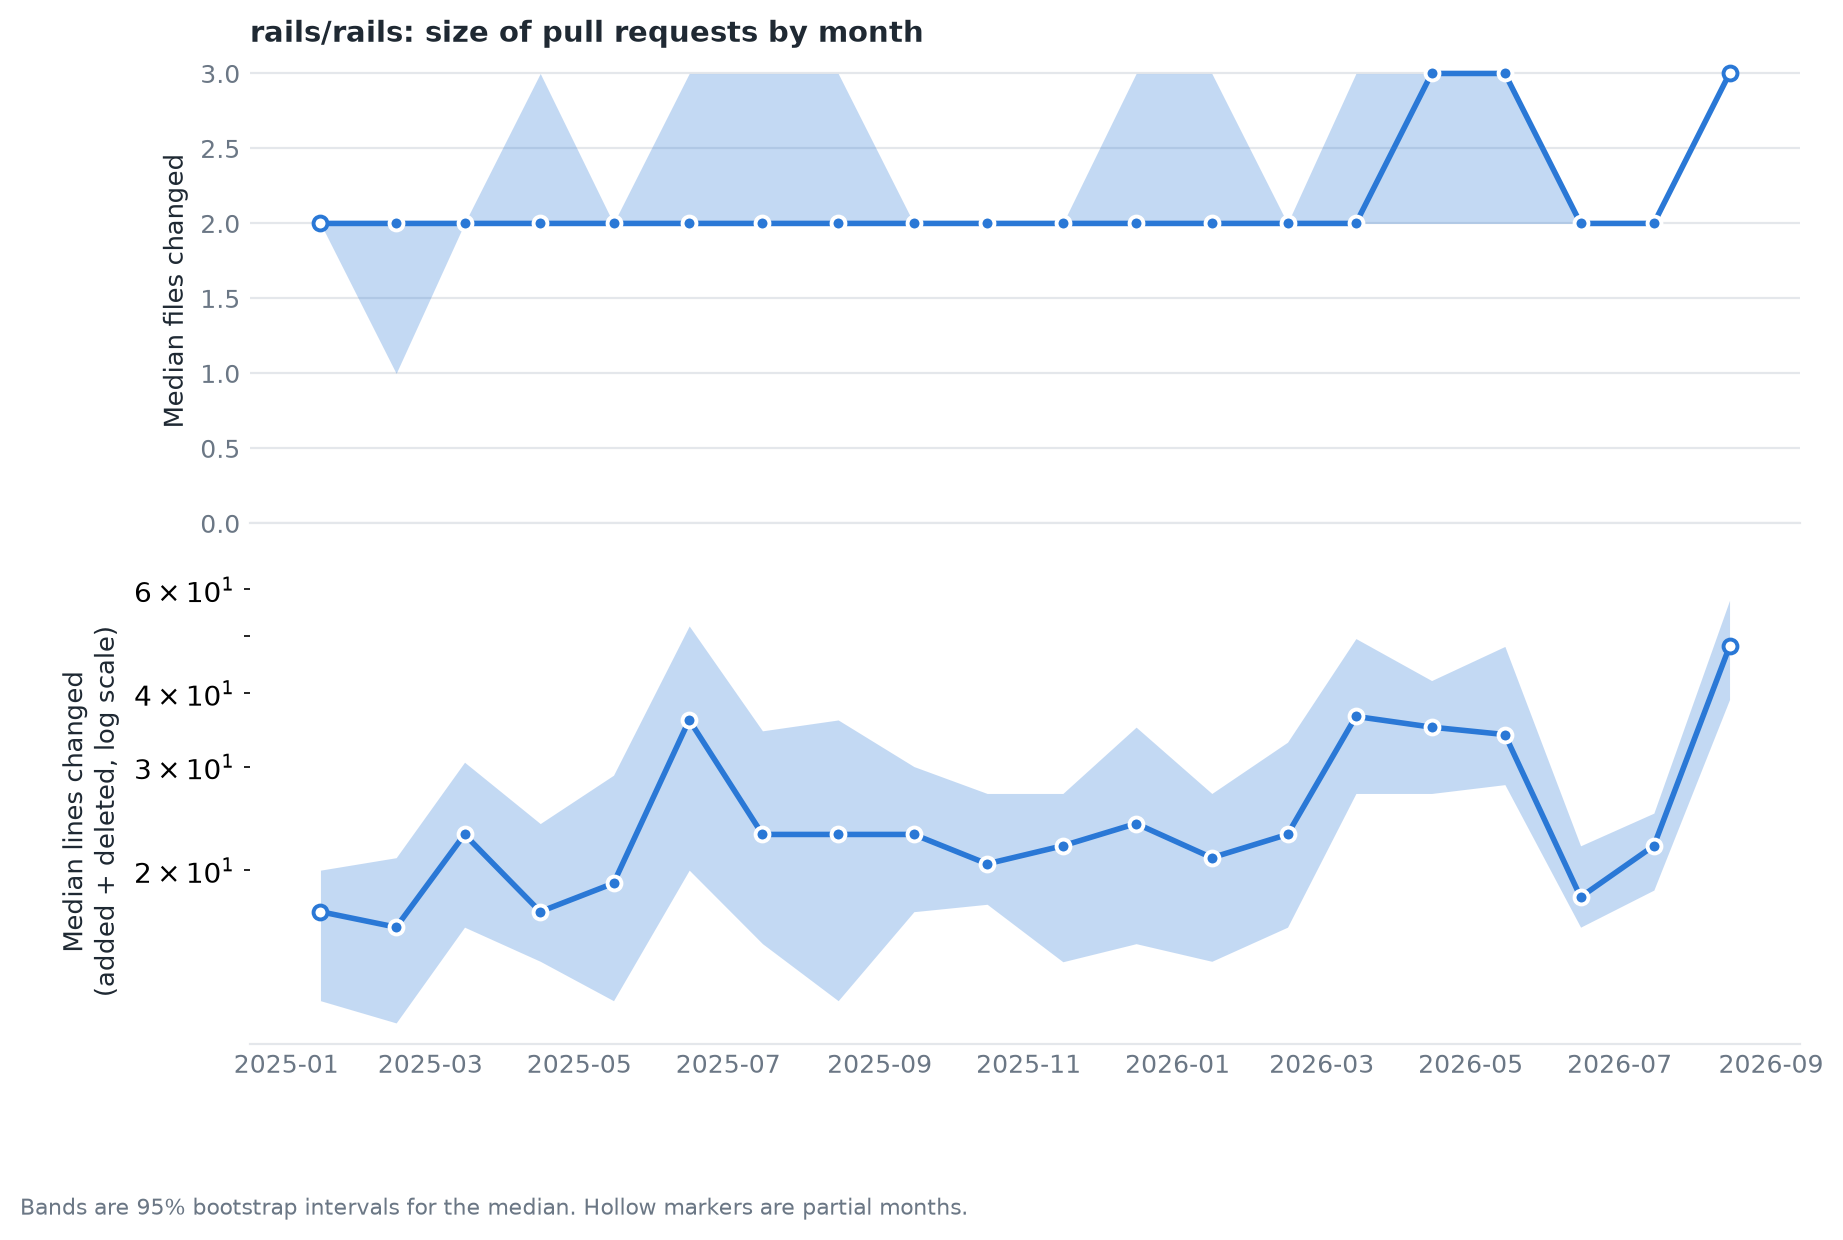 rails/rails: size of pull requests by month
Median files changed
3.0
2.5
2.0
1.5
1.0
0.5
0.0
Median lines changed
(added + deleted, log scale)
6 × 10¹
4 × 10¹
3 × 10¹
2 × 10¹
2025-01 2025-03 2025-05 2025-07 2025-09 2025-11 2026-01 2026-03 2026-05 2026-07 2026-09
Bands are 95% bootstrap intervals for the median. Hollow markers are partial months.